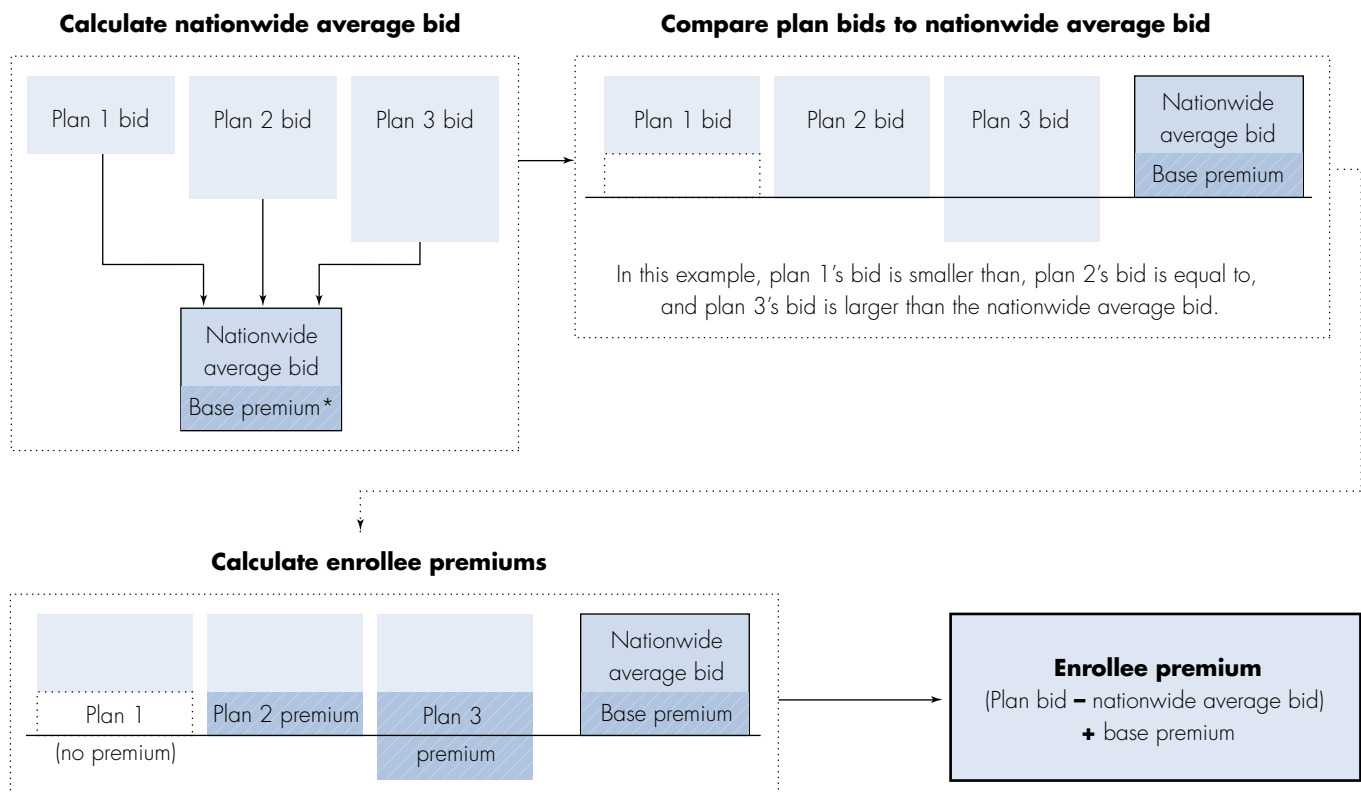 Calculate nationwide average bid
Plan 1 bid
Plan 2 bid
Plan 3 bid
Nationwide
average bid
Base premium*
Compare plan bids to nationwide average bid
Plan 1 bid
Plan 2 bid
Plan 3 bid
Nationwide
average bid
Base premium
In this example, plan 1's bid is smaller than, plan 2's bid is equal to,
and plan 3's bid is larger than the nationwide average bid.
Calculate enrollee premiums
Plan 1
(no premium)
Plan 2 premium
Plan 3
premium
Nationwide
average bid
Base premium
Enrollee premium
(Plan bid – nationwide average bid)
+ base premium